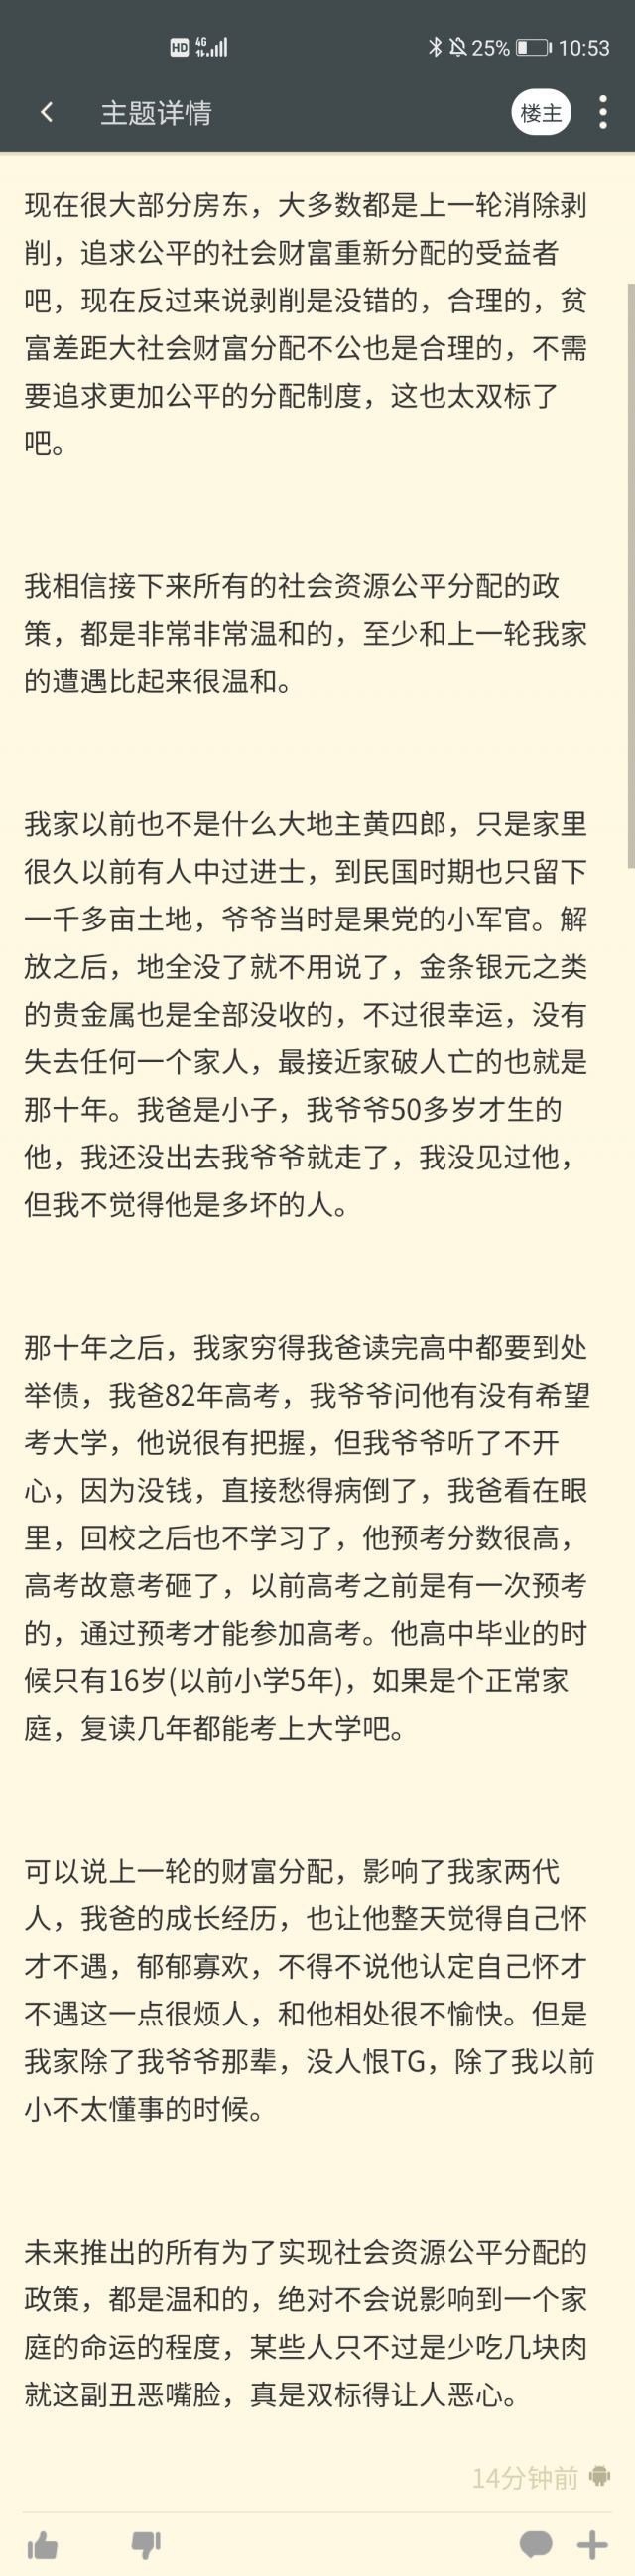 HD 4G 25% 10:53
主题详情 楼主
现在很大部分房东，大多数都是上一轮消除剥
削，追求公平的社会财富重新分配的受益者
吧，现在反过来说剥削是没错的，合理的，贫
富差距大社会财富分配不公也是合理的，不需
要追求更加公平的分配制度，这也太双标了
吧。
我相信接下来所有的社会资源公平分配的政
策，都是非常非常温和的，至少和上一轮我家
的遭遇比起来很温和。
我家以前也不是什么大地主黄四郎，只是家里
很久以前有人中过进士，到民国时期也只留下
一千多亩土地，爷爷当时是果党的小军官。解
放之后，地全没了就不用说了，金条银元之类
的贵金属也是全部没收的，不过很幸运，没有
失去任何一个家人，最接近家破人亡的也就是
那十年。我爸是小子，我爷爷50多岁才生的
他，我还没出去我爷爷就走了，我没见过他，
但我不觉得他是多坏的人。
那十年之后，我家穷得我爸读完高中都要到处
举债，我爸82年高考，我爷爷问他有没有希望
考大学，他说很有把握，但我爷爷听了不开
心，因为没钱，直接愁得病倒了，我爸看在眼
里，回校之后也不学习了，他预考分数很高，
高考故意考砸了，以前高考之前是有一次预考
的，通过预考才能参加高考。他高中毕业的时
候只有16岁(以前小学5年)，如果是个正常家
庭，复读几年都能考上大学吧。
可以说上一轮的财富分配，影响了我家两代
人，我爸的成长经历，也让他整天觉得自己怀
才不遇，郁郁寡欢，不得不说他认定自己怀才
不遇这一点很烦人，和他相处很不愉快。但是
我家除了我爷爷那辈，没人恨TG，除了我以前
小不太懂事的时候。
未来推出的所有为了实现社会资源公平分配的
政策，都是温和的，绝对不会说影响到一个家
庭的命运的程度，某些人只不过是少吃几块肉
就这副丑恶嘴脸，真是双标得让人恶心。
14分钟前